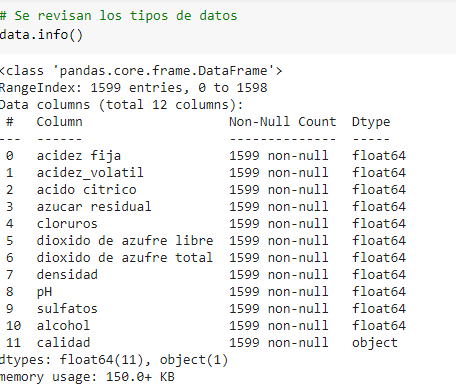 # Se revisan los tipos de datos
data.info()
<class 'pandas.core.frame.DataFrame'>
RangeIndex: 1599 entries, 0 to 1598
Data columns (total 12 columns):
 #   Column                  Non-Null Count  Dtype
---  ------                  --------------  -----
 0   acidez fija             1599 non-null   float64
 1   acidez_volatil          1599 non-null   float64
 2   acido citrico           1599 non-null   float64
 3   azucar residual         1599 non-null   float64
 4   cloruros                1599 non-null   float64
 5   dioxido de azufre libre  1599 non-null   float64
 6   dioxido de azufre total  1599 non-null   float64
 7   densidad                1599 non-null   float64
 8   pH                      1599 non-null   float64
 9   sulfatos                1599 non-null   float64
 10  alcohol                 1599 non-null   float64
 11  calidad                 1599 non-null   object
dtypes: float64(11), object(1)
memory usage: 150.0+ KB